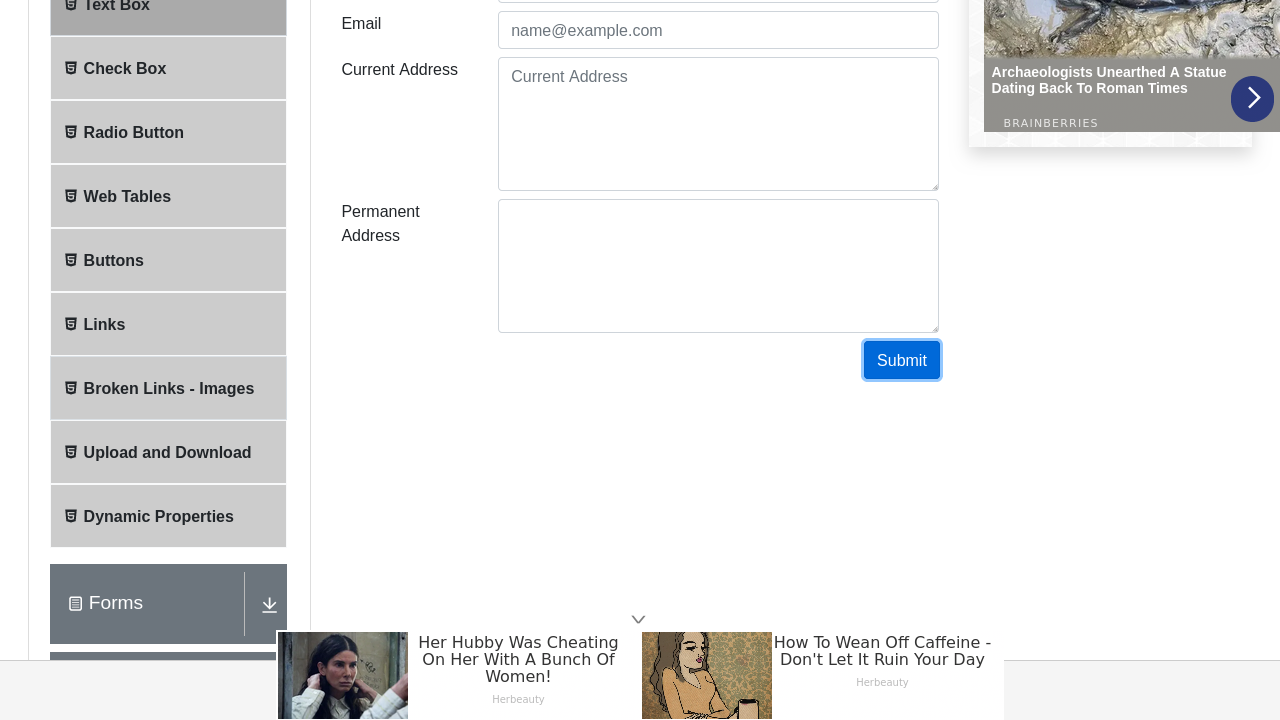 Text Box
Check Box
Radio Button
Web Tables
Buttons
Links
Broken Links - Images
Upload and Download
Dynamic Properties
Forms
Email
name@example.com
Current Address
Current Address
Permanent
Address
Submit
Archaeologists Unearthed A Statue
Dating Back To Roman Times
BRAINBERRIES
Her Hubby Was Cheating
On Her With A Bunch Of
Women!
Herbeauty
How To Wean Off Caffeine -
Don't Let It Ruin Your Day
Herbeauty